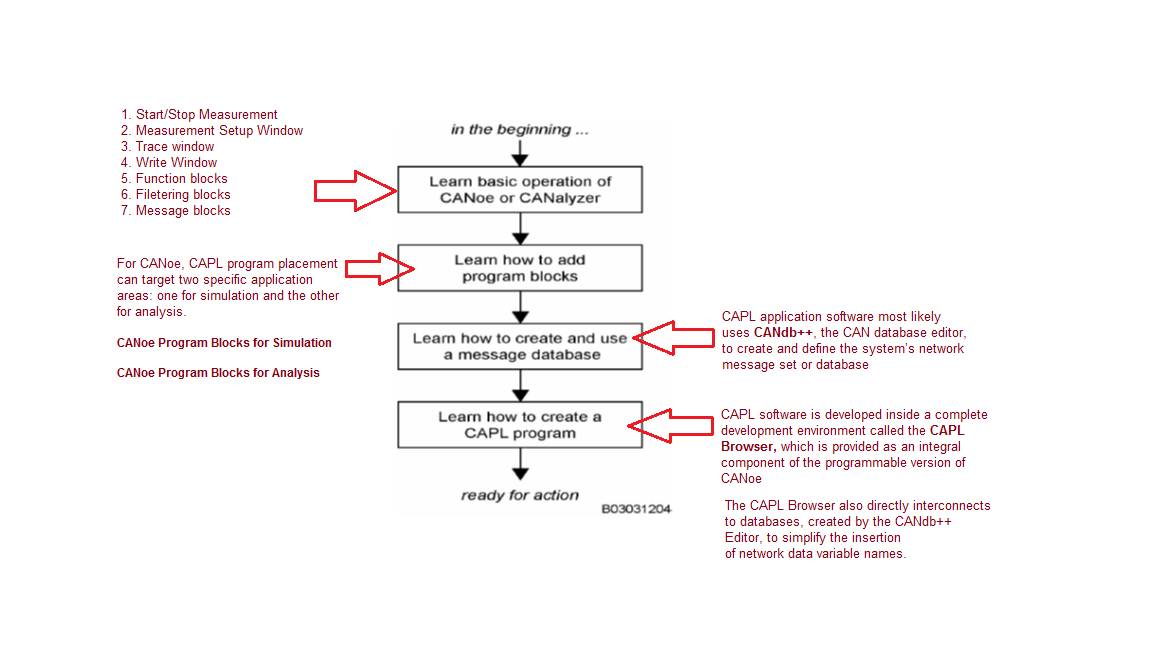 1. Start/Stop Measurement
2. Measurement Setup Window
3. Trace window
4. Write Window
5. Function blocks
6. Filetering blocks
7. Message blocks
in the beginning ...
Learn basic operation of
CANoe or CANalyzer
For CANoe, CAPL program placement
can target two specific application
areas: one for simulation and the other
for analysis.
CANoe Program Blocks for Simulation
CANoe Program Blocks for Analysis
Learn how to add
program blocks
Learn how to create and use
a message database
CAPL application software most likely
uses CANdb++, the CAN database editor,
to create and define the system's network
message set or database
Learn how to create a
CAPL program
CAPL software is developed inside a complete
development environment called the CAPL
Browser, which is provided as an integral
component of the programmable version of
CANoe
ready for action
B03031204
The CAPL Browser also directly interconnects
to databases, created by the CANdb++
Editor, to simplify the insertion
of network data variable names.